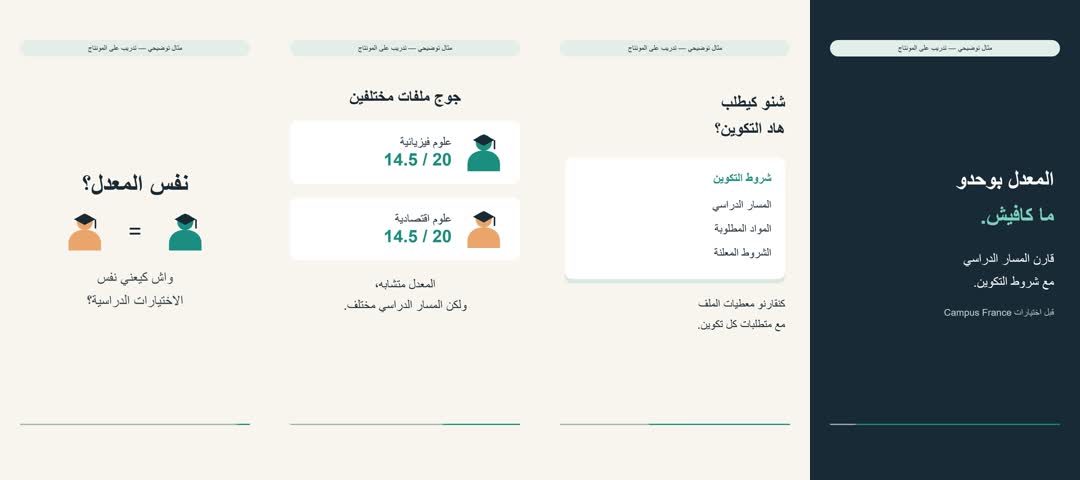 مثال توضيحي — تدريب على المونتاج
نفس المعدل؟
=
واش كيعني نفس
الاختيارات الدراسية؟
مثال توضيحي — تدريب على المونتاج
جوج ملفات مختلفين
علوم فيزيائية
14.5 / 20
علوم اقتصادية
14.5 / 20
المعدل متشابه،
ولكن المسار الدراسي مختلف.
مثال توضيحي — تدريب على المونتاج
شنو كيطلب
هاد التكوين؟
شروط التكوين
المسار الدراسي
المواد المطلوبة
الشروط المعلنة
كنقارنو معطيات الملف
مع متطلبات كل تكوين.
مثال توضيحي — تدريب على المونتاج
المعدل بوحدو
ما كافيش.
قارن المسار الدراسي
مع شروط التكوين.
قبل اختيارات Campus France